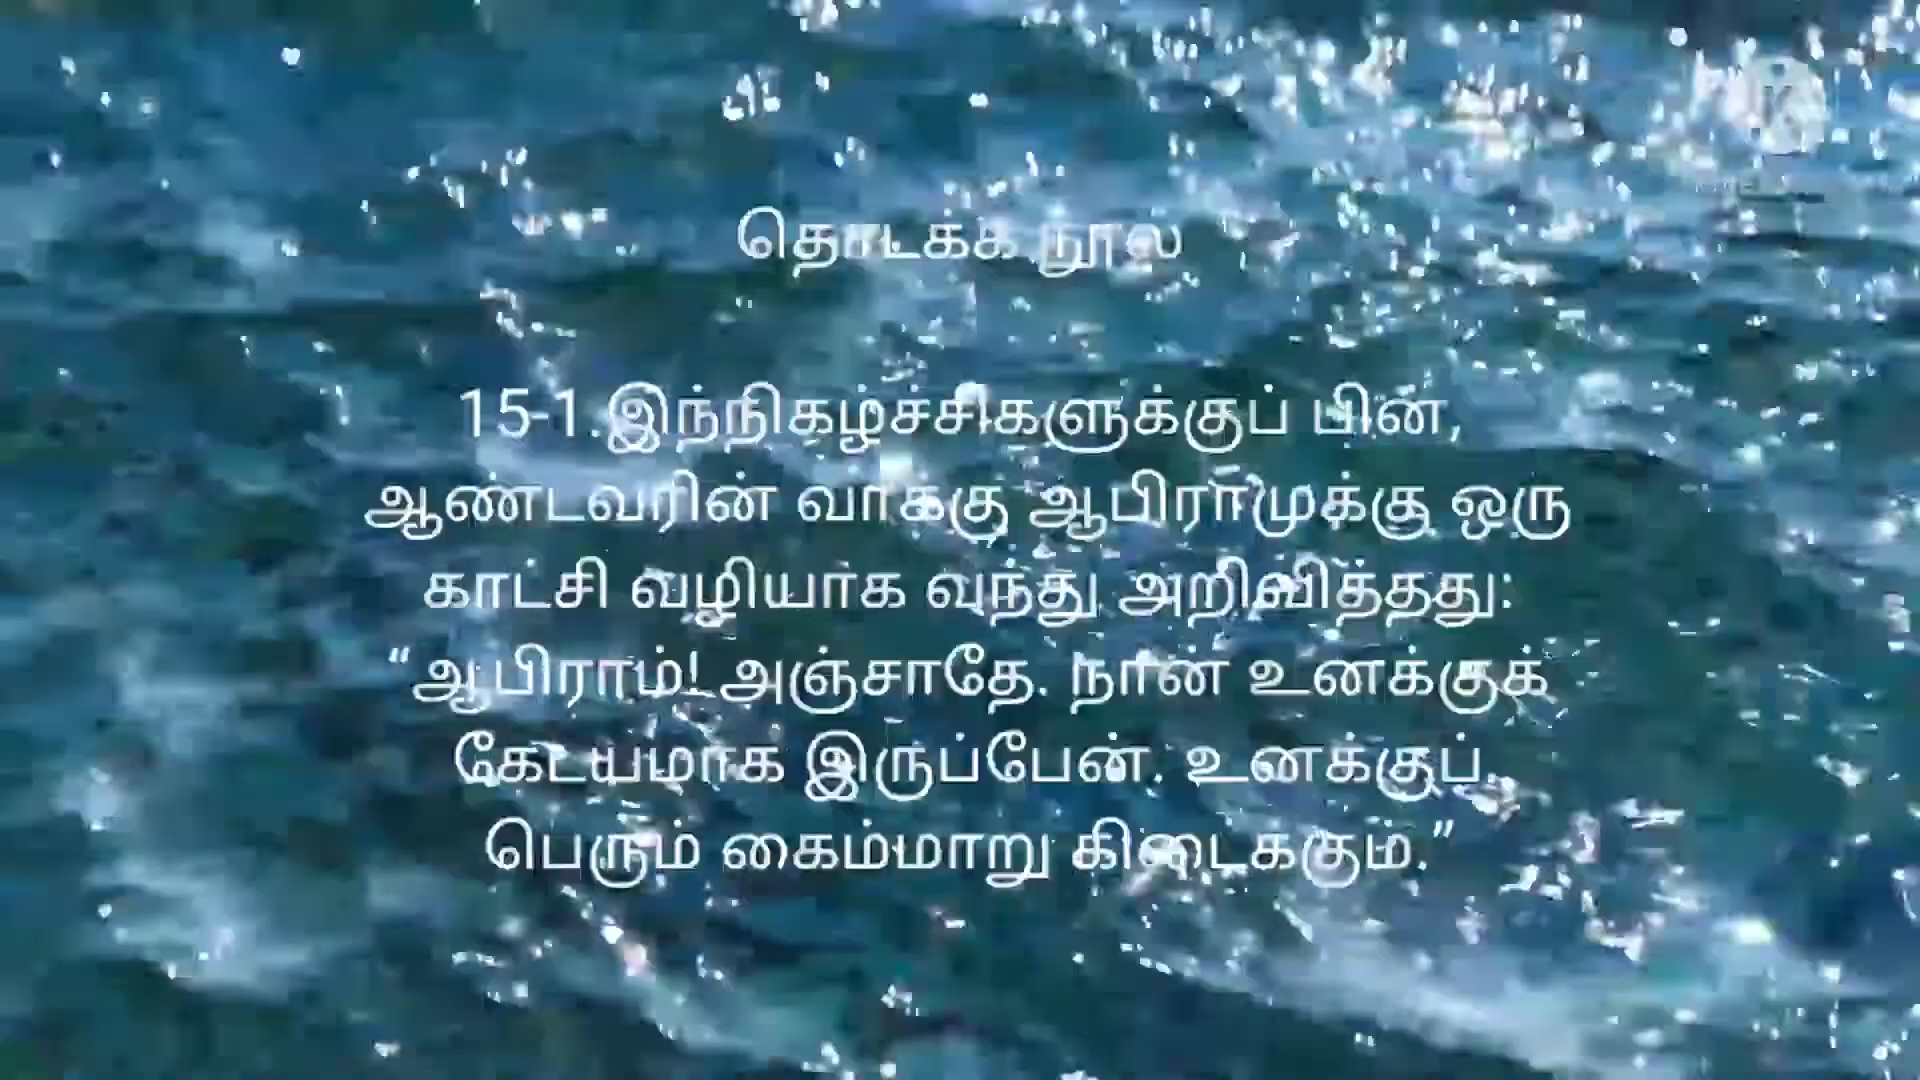 தொடக்க நூல்
15-1.இந்நிகழ்ச்சிகளுக்குப் பின்,
ஆண்டவரின் வாக்கு ஆபிராமுக்கு ஒரு
காட்சி வழியாக வந்து அறிவித்தது:
“ஆபிராம்! அஞ்சாதே. நான் உனக்குக்
கேடயமாக இருப்பேன். உனக்குப்
பெரும் கைம்மாறு கிடைக்கும்.”